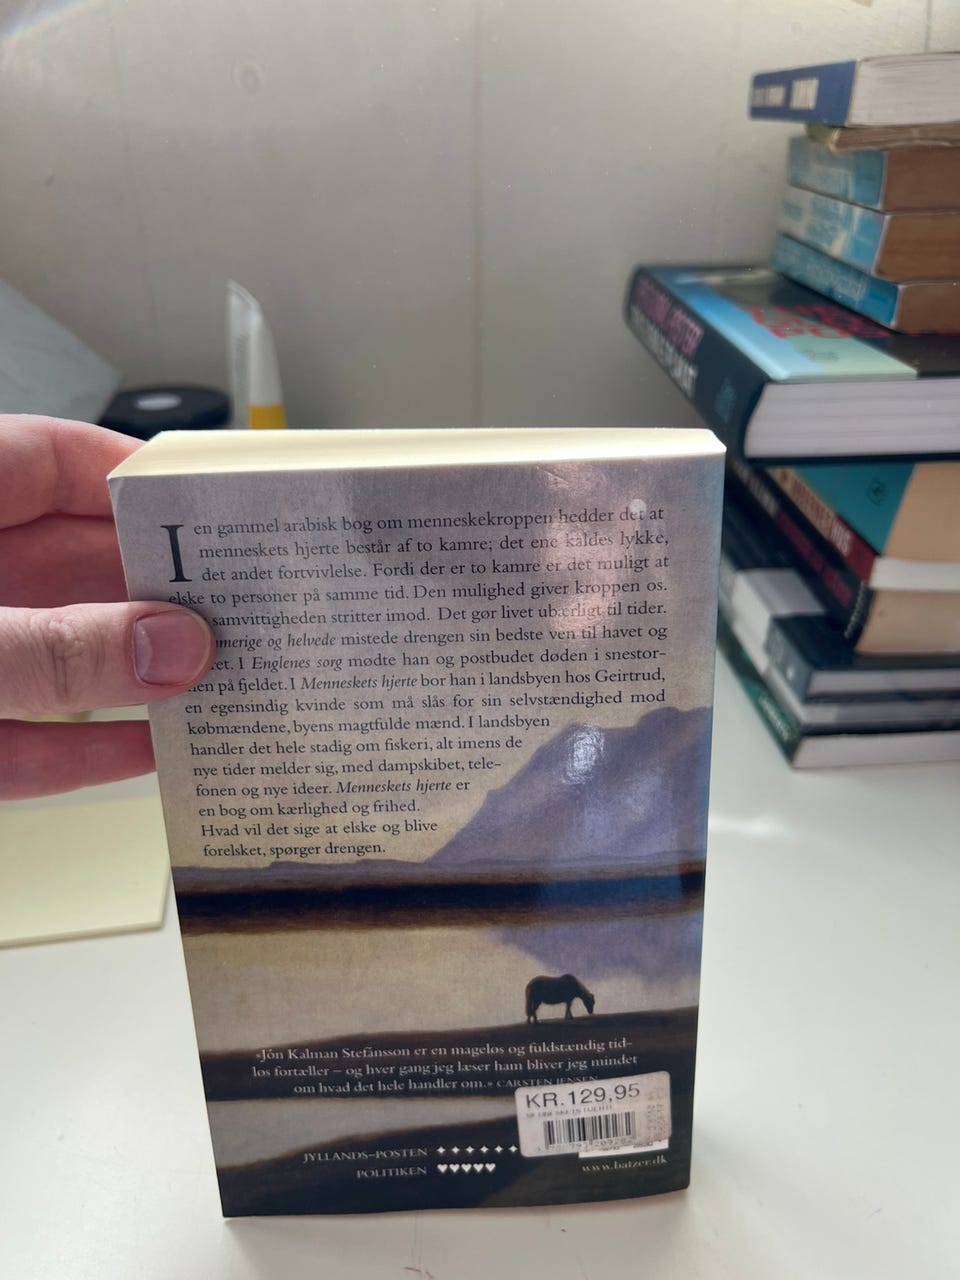 I en gammel arabisk bog om menneskekroppen hedder det at
menneskets hjerte består af to kamre; det ene kaldes lykke,
det andet fortvivlelse. Fordi der er to kamre er det muligt at
elske to personer på samme tid. Den mulighed giver kroppen os.
samvittigheden stritter imod. Det gør livet ubærligt til tider.
merige og helvede mistede drengen sin bedste ven til havet og
ret. I Englenes sorg mødte han og postbudet døden i snestor-
en på fjeldet. I Menneskets hjerte bor han i landsbyen hos Geirtrud,
en egensindig kvinde som må slås for sin selvstændighed mod
købmændene, byens magtfulde mænd. I landsbyen
handler det hele stadig om fiskeri, alt imens de
nye tider melder sig, med dampskibet, tele-
fonen og nye ideer. Menneskets hjerte er
en bog om kærlighed og frihed.
Hvad vil det sige at elske og blive
forelsket, spørger drengen.
»Jón Kalman Stefánsson er en mageløs og fuldstændig tid-
løs fortæller – og hver gang jeg læser ham bliver jeg mindet
om hvad det hele handler om.« CARSTEN JENSEN
KR.129,95
JYLLANDS-POSTEN ✦✦✦✦✦✦
POLITIKEN ♥♥♥♥♥
www.batzer.dk